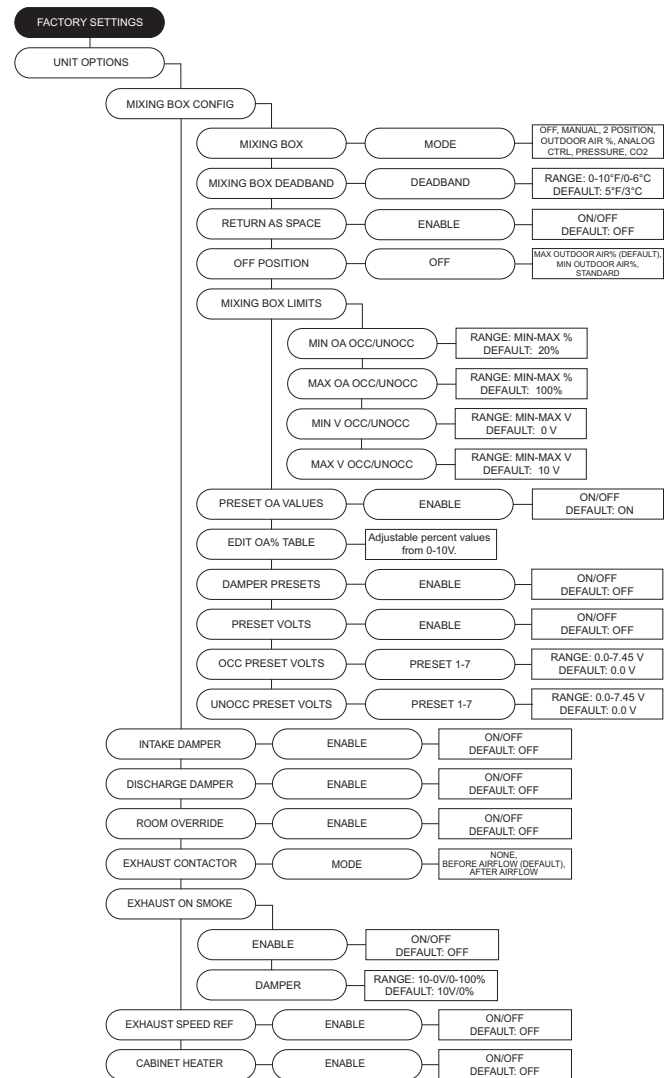 FACTORY SETTINGS
UNIT OPTIONS
MIXING BOX CONFIG
MIXING BOX
MODE
OFF, MANUAL, 2 POSITION,
OUTDOOR AIR %, ANALOG
CTRL, PRESSURE, CO2
MIXING BOX DEADBAND
DEADBAND
RANGE: 0-10°F/0-6°C
DEFAULT: 5°F/3°C
RETURN AS SPACE
ENABLE
ON/OFF
DEFAULT: OFF
OFF POSITION
OFF
MAX OUTDOOR AIR% (DEFAULT),
MIN OUTDOOR AIR%,
STANDARD
MIXING BOX LIMITS
MIN OA OCC/UNOCC
RANGE: MIN-MAX %
DEFAULT: 20%
MAX OA OCC/UNOCC
RANGE: MIN-MAX %
DEFAULT: 100%
MIN V OCC/UNOCC
RANGE: MIN-MAX V
DEFAULT: 0 V
MAX V OCC/UNOCC
RANGE: MIN-MAX V
DEFAULT: 10 V
PRESET OA VALUES
ENABLE
ON/OFF
DEFAULT: ON
EDIT OA% TABLE
Adjustable percent values
from 0-10V.
DAMPER PRESETS
ENABLE
ON/OFF
DEFAULT: OFF
PRESET VOLTS
ENABLE
ON/OFF
DEFAULT: OFF
OCC PRESET VOLTS
PRESET 1-7
RANGE: 0.0-7.45 V
DEFAULT: 0.0 V
UNOCC PRESET VOLTS
PRESET 1-7
RANGE: 0.0-7.45 V
DEFAULT: 0.0 V
INTAKE DAMPER
ENABLE
ON/OFF
DEFAULT: OFF
DISCHARGE DAMPER
ENABLE
ON/OFF
DEFAULT: OFF
ROOM OVERRIDE
ENABLE
ON/OFF
DEFAULT: OFF
EXHAUST CONTACTOR
MODE
NONE,
BEFORE AIRFLOW (DEFAULT),
AFTER AIRFLOW
EXHAUST ON SMOKE
ENABLE
ON/OFF
DEFAULT: OFF
DAMPER
RANGE: 10-0V/0-100%
DEFAULT: 10V/0%
EXHAUST SPEED REF
ENABLE
ON/OFF
DEFAULT: OFF
CABINET HEATER
ENABLE
ON/OFF
DEFAULT: OFF